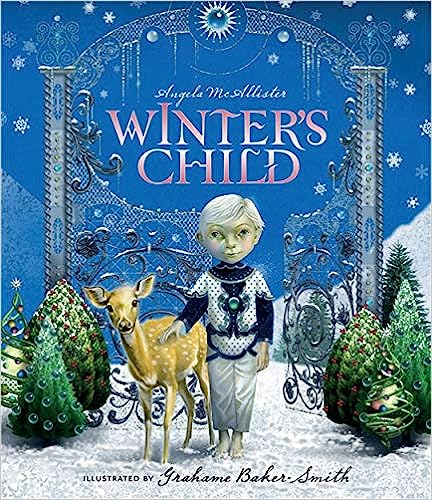 Angela McAllister
WINTER'S
CHILD
ILLUSTRATED BY Grahame Baker-Smith